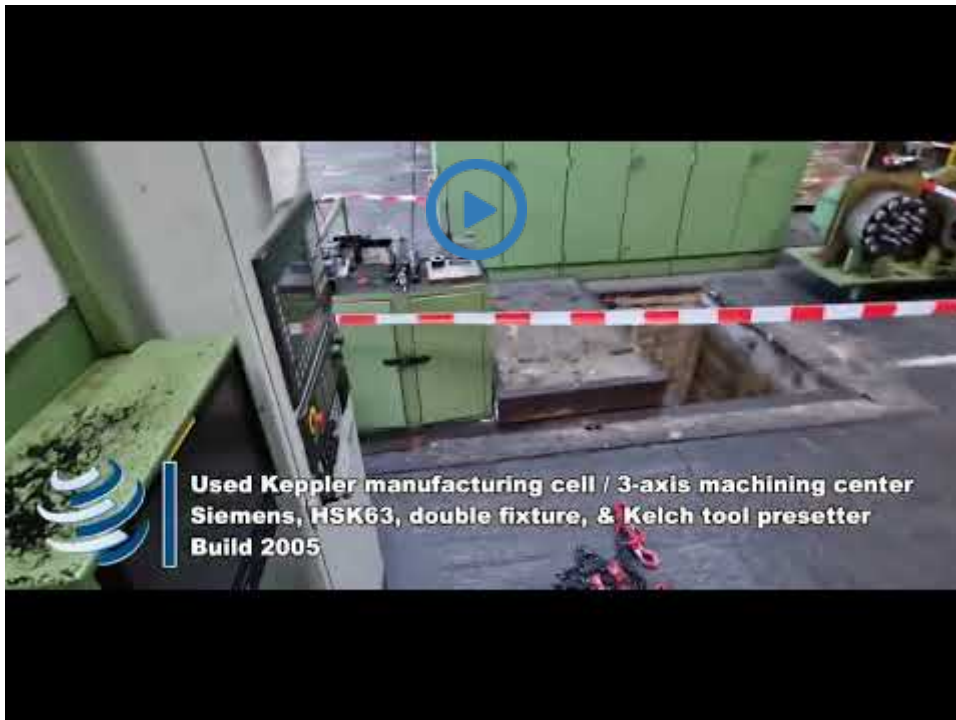 Used Keppler manufacturing cell / 3-axis machining center
Siemens, HSK63, double fixture, & Kelch tool presetter
Build 2005